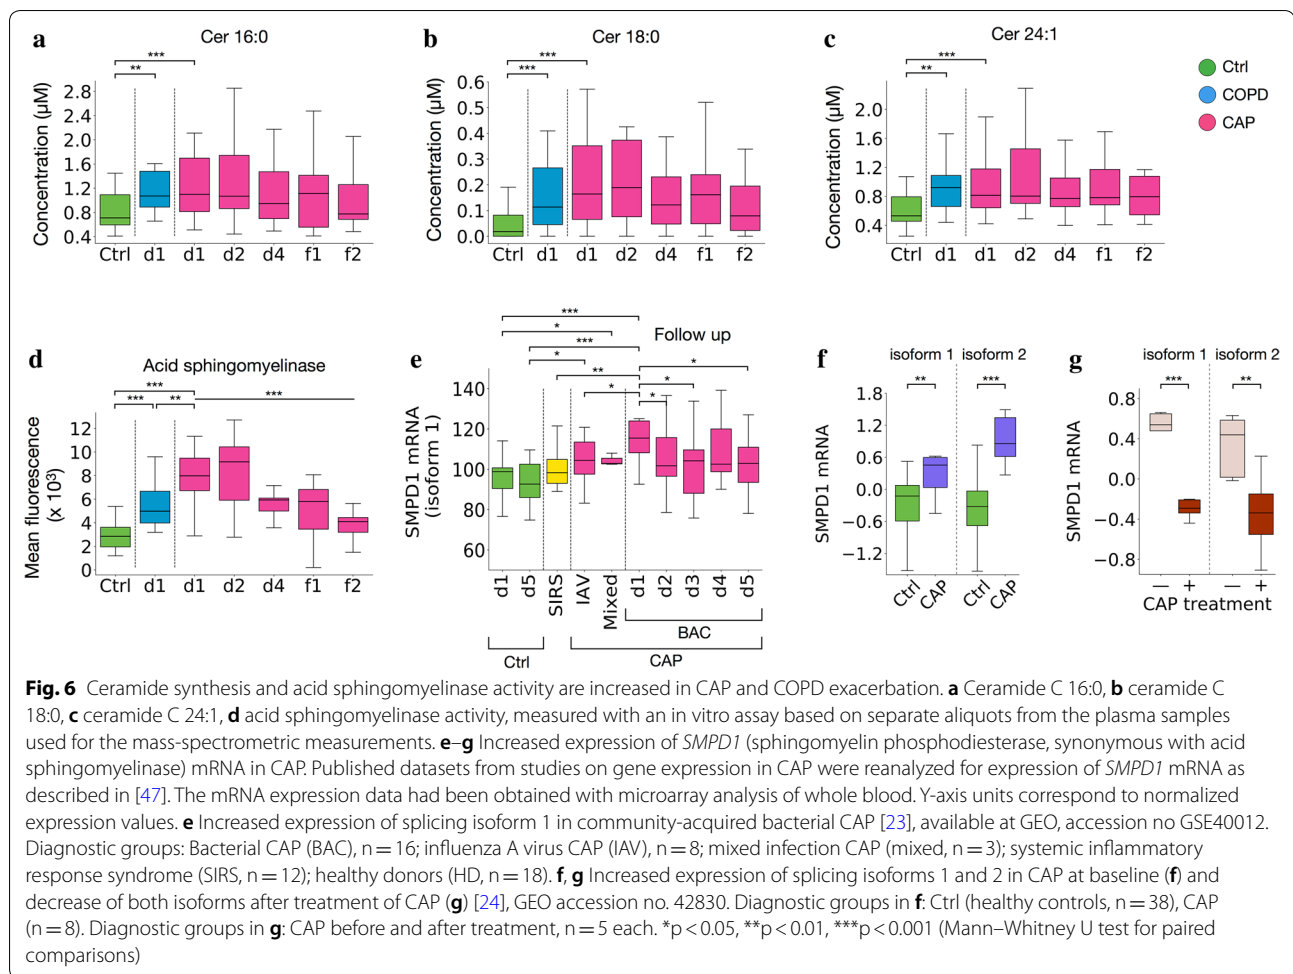 a
Cer 16:0
***
**
Concentration (µM)
2.8
2.4
2.0
1.6
1.2
0.8
0.4
Ctrl d1 d1 d2 d4 f1 f2
b
Cer 18:0
***
***
Concentration (µM)
0.6
0.5
0.4
0.3
0.2
0.1
0.0
Ctrl d1 d1 d2 d4 f1 f2
c
Cer 24:1
***
**
Concentration (µM)
2.0
1.6
1.2
0.8
0.4
Ctrl d1 d1 d2 d4 f1 f2
Ctrl
COPD
CAP
d
Acid sphingomyelinase
***
*** **
***
Mean fluorescence
(x 10³)
12
10
8
6
4
2
0
Ctrl d1 d1 d2 d4 f1 f2
e
Follow up
***
*
***
*
*
**
*
*
*
SMPD1 mRNA
(isoform 1)
140
120
100
80
60
d1 d5 SIRS IAV Mixed d1 d2 d3 d4 d5
BAC
Ctrl
CAP
f
isoform 1 isoform 2
** ***
SMPD1 mRNA
1.8
1.2
0.6
0.0
−0.6
−1.2
Ctrl CAP Ctrl CAP
g
isoform 1 isoform 2
*** **
SMPD1 mRNA
0.8
0.4
0.0
−0.4
−0.8
— + — +
CAP treatment
Fig. 6 Ceramide synthesis and acid sphingomyelinase activity are increased in CAP and COPD exacerbation. a Ceramide C 16:0, b ceramide C
18:0, c ceramide C 24:1, d acid sphingomyelinase activity, measured with an in vitro assay based on separate aliquots from the plasma samples
used for the mass-spectrometric measurements. e–g Increased expression of SMPD1 (sphingomyelin phosphodiesterase, synonymous with acid
sphingomyelinase) mRNA in CAP. Published datasets from studies on gene expression in CAP were reanalyzed for expression of SMPD1 mRNA as
described in [47]. The mRNA expression data had been obtained with microarray analysis of whole blood. Y-axis units correspond to normalized
expression values. e Increased expression of splicing isoform 1 in community-acquired bacterial CAP [23], available at GEO, accession no GSE40012.
Diagnostic groups: Bacterial CAP (BAC), n = 16; influenza A virus CAP (IAV), n = 8; mixed infection CAP (mixed, n = 3); systemic inflammatory
response syndrome (SIRS, n = 12); healthy donors (HD, n = 18). f, g Increased expression of splicing isoforms 1 and 2 in CAP at baseline (f) and
decrease of both isoforms after treatment of CAP (g) [24], GEO accession no. 42830. Diagnostic groups in f: Ctrl (healthy controls, n = 38), CAP
(n = 8). Diagnostic groups in g: CAP before and after treatment, n = 5 each. *p < 0.05, **p < 0.01, ***p < 0.001 (Mann–Whitney U test for paired
comparisons)